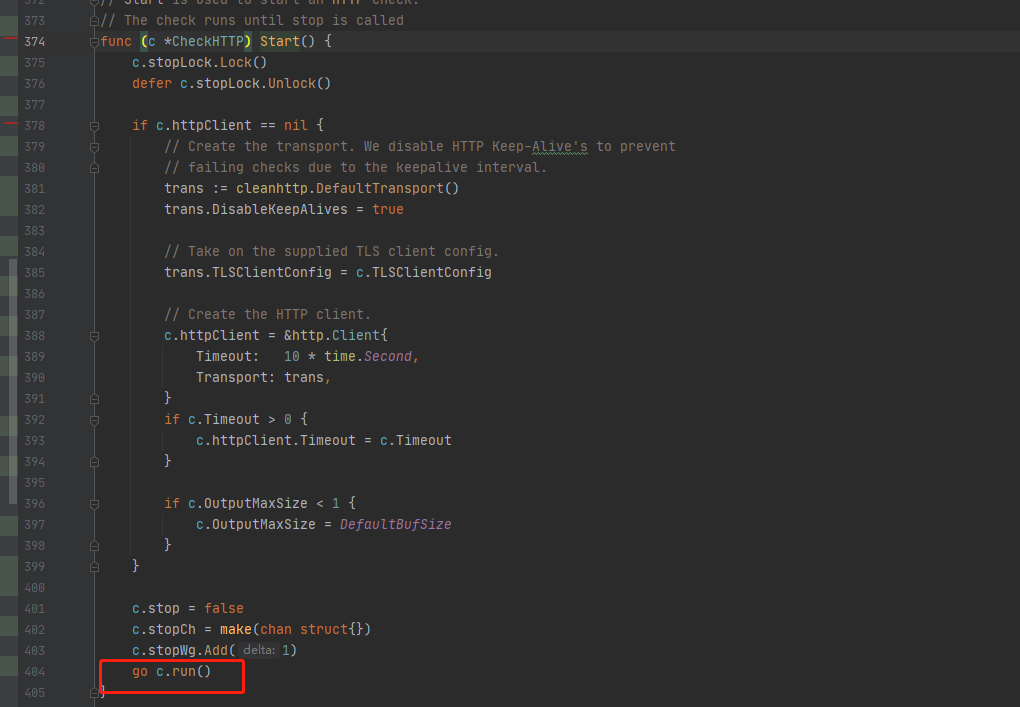 372 // Start is used to start an HTTP check.
373 // The check runs until stop is called
374 func (c *CheckHTTP) Start() {
375 c.stopLock.Lock()
376 defer c.stopLock.Unlock()
377
378 if c.httpClient == nil {
379 // Create the transport. We disable HTTP Keep-Alive's to prevent
380 // failing checks due to the keepalive interval.
381 trans := cleanhttp.DefaultTransport()
382 trans.DisableKeepAlives = true
383
384 // Take on the supplied TLS client config.
385 trans.TLSClientConfig = c.TLSClientConfig
386
387 // Create the HTTP client.
388 c.httpClient = &http.Client{
389 Timeout: 10 * time.Second,
390 Transport: trans,
391 }
392 if c.Timeout > 0 {
393 c.httpClient.Timeout = c.Timeout
394 }
395
396 if c.OutputMaxSize < 1 {
397 c.OutputMaxSize = DefaultBufSize
398 }
399 }
400
401 c.stop = false
402 c.stopCh = make(chan struct{})
403 c.stopWg.Add( delta: 1)
404 go c.run()
405 }